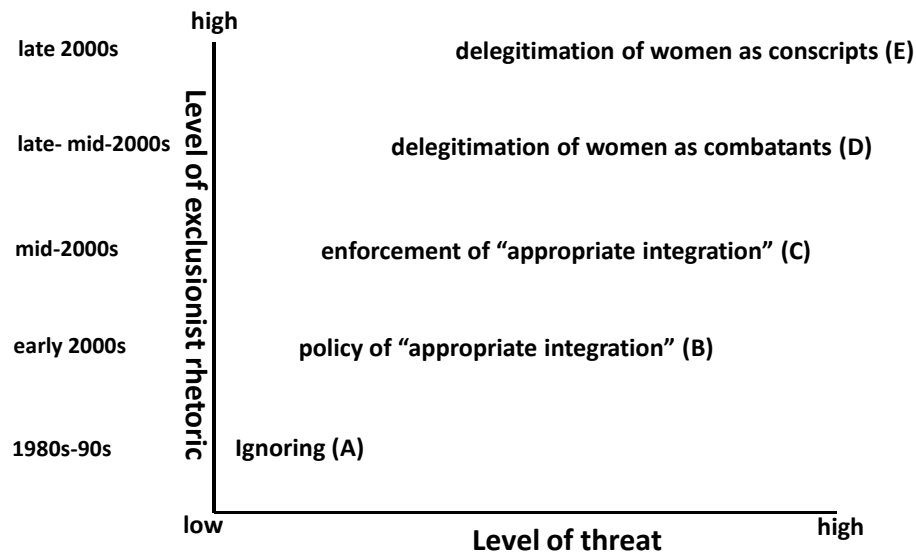 high
late 2000s
delegitimation of women as conscripts (E)
late- mid-2000s
delegitimation of women as combatants (D)
Level of exclusionist rhetoric
mid-2000s
enforcement of “appropriate integration” (C)
early 2000s
policy of “appropriate integration” (B)
1980s-90s
Ignoring (A)
low
Level of threat
high